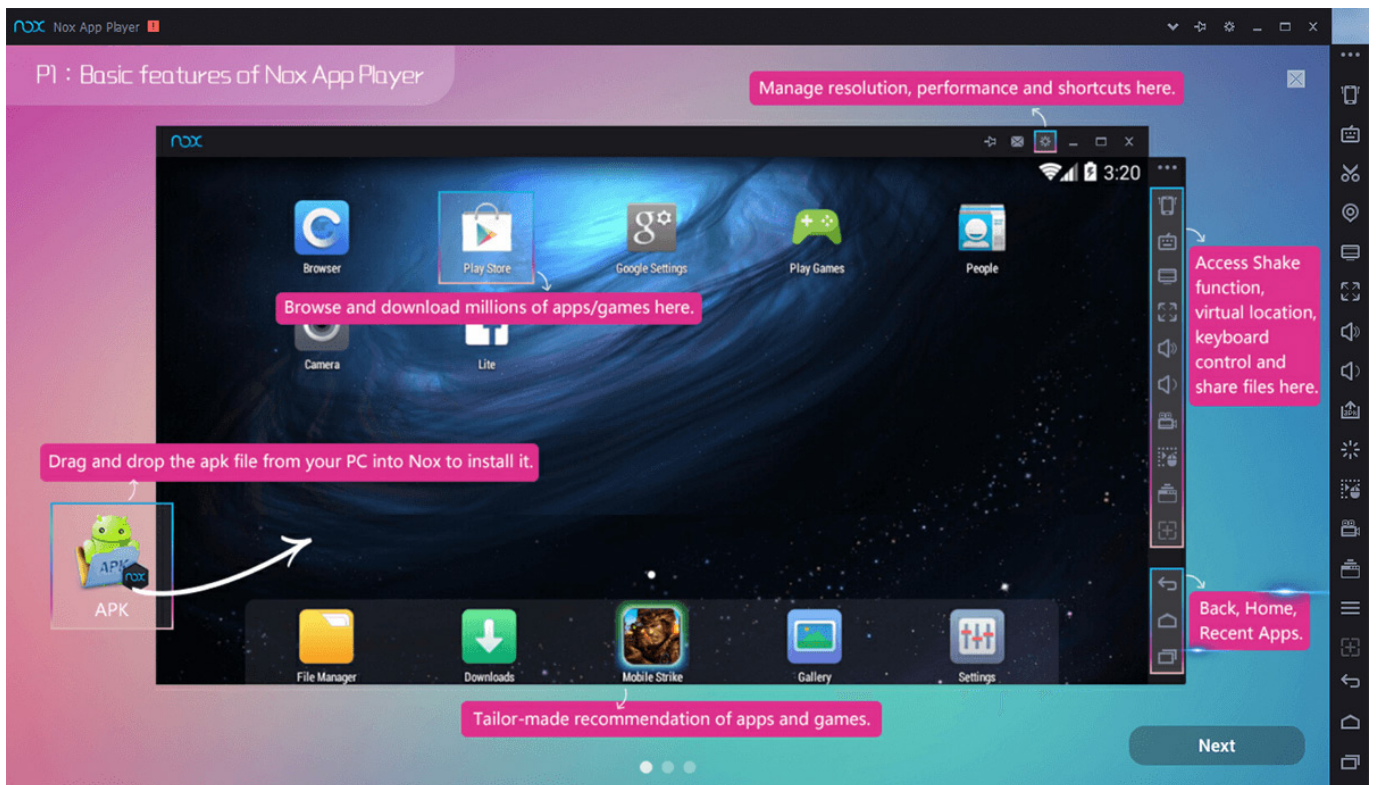 nox Nox App Player
P1 : Basic features of Nox App Player
Manage resolution, performance and shortcuts here.
nox
3:20
Browser
Play Store
Google Settings
Play Games
People
Browse and download millions of apps/games here.
Access Shake
function,
virtual location,
keyboard
control and
share files here.
Camera
Lite
Drag and drop the apk file from your PC into Nox to install it.
APK
nox
APK
Back, Home,
Recent Apps.
File Manager
Downloads
Mobile Strike
Gallery
Settings
Tailor-made recommendation of apps and games.
Next